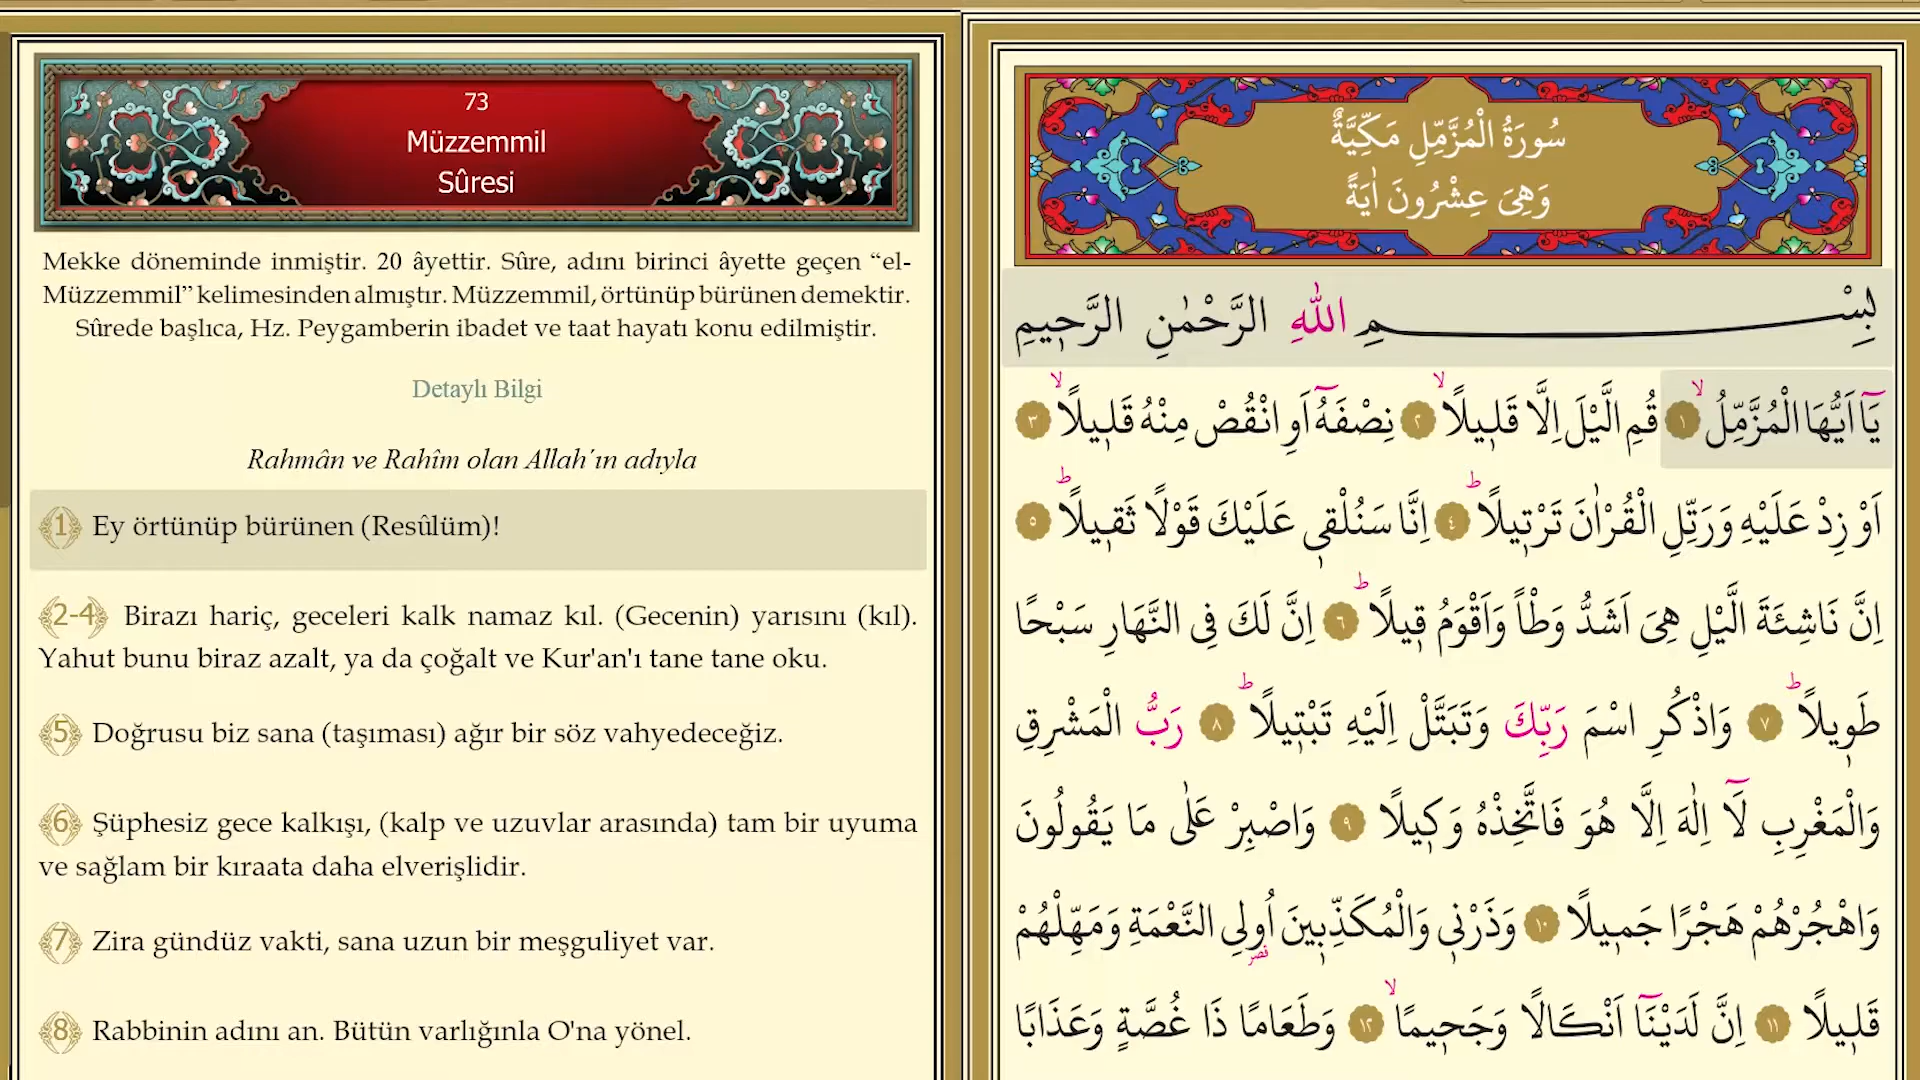 73
Müzzemmil
Sûresi
Mekke döneminde inmiştir. 20 âyettir. Sûre, adını birinci âyette geçen “el-
Müzzemmil” kelimesinden almıştır. Müzzemmil, örtünüp bürünen demektir.
Sûrede başlıca, Hz. Peygamberin ibadet ve taat hayatı konu edilmiştir.
Detaylı Bilgi
Rahmân ve Rahîm olan Allah´ın adıyla
1 Ey örtünüp bürünen (Resûlüm)!
2-4 Birazı hariç, geceleri kalk namaz kıl. (Gecenin) yarısını (kıl).
Yahut bunu biraz azalt, ya da çoğalt ve Kur'an'ı tane tane oku.
5 Doğrusu biz sana (taşıması) ağır bir söz vahyedeceğiz.
6 Şüphesiz gece kalkışı, (kalp ve uzuvlar arasında) tam bir uyuma
ve sağlam bir kıraata daha elverişlidir.
7 Zira gündüz vakti, sana uzun bir meşguliyet var.
8 Rabbinin adını an. Bütün varlığınla O'na yönel.
سُورَةُ الْمُزَّمِّلِ مَكِّيَّةٌ
وَهِىَ عِشْرُونَ اٰيَةً
بِسْمِ اللّٰهِ الرَّحْمٰنِ الرَّحٖيمِ
يَٓا اَيُّهَا الْمُزَّمِّلُۙ ١ قُمِ الَّيْلَ اِلَّا قَلٖيلًاۙ ٢ نِصْفَهُٓ اَوِ انْقُصْ مِنْهُ قَلٖيلًاۙ ٣
اَوْ زِدْ عَلَيْهِ وَرَتِّلِ الْقُرْاٰنَ تَرْتٖيلًاؕ ٤ اِنَّا سَنُلْقٖى عَلَيْكَ قَوْلًا ثَقٖيلًاؕ ٥
اِنَّ نَاشِئَةَ الَّيْلِ هِىَ اَشَدُّ وَطْپًا وَاَقْوَمُ قٖيلًاؕ ٦ اِنَّ لَكَ فِى النَّهَارِ سَبْحًا
طَوٖيلًاؕ ٧ وَاذْكُرِ اسْمَ رَبِّكَ وَتَبَتَّلْ اِلَيْهِ تَبْتٖيلًاؕ ٨ رَبُّ الْمَشْرِقِ
وَالْمَغْرِبِ لَٓا اِلٰهَ اِلَّا هُوَ فَاتَّخِذْهُ وَكٖيلًا ٩ وَاصْبِرْ عَلٰى مَا يَقُولُونَ
وَاهْجُرْهُمْ هَجْرًا جَمٖيلًا ١٠ وَذَرْنٖى وَالْمُكَذِّبٖينَ اُولِى النَّعْمَةِ وَمَهِّلْهُمْ
قصر
قَلٖيلًا ١١ اِنَّ لَدَيْنَٓا اَنْكَالًا وَجَحٖيمًاۙ ١٢ وَطَعَامًا ذَا غُصَّةٍ وَعَذَابًا